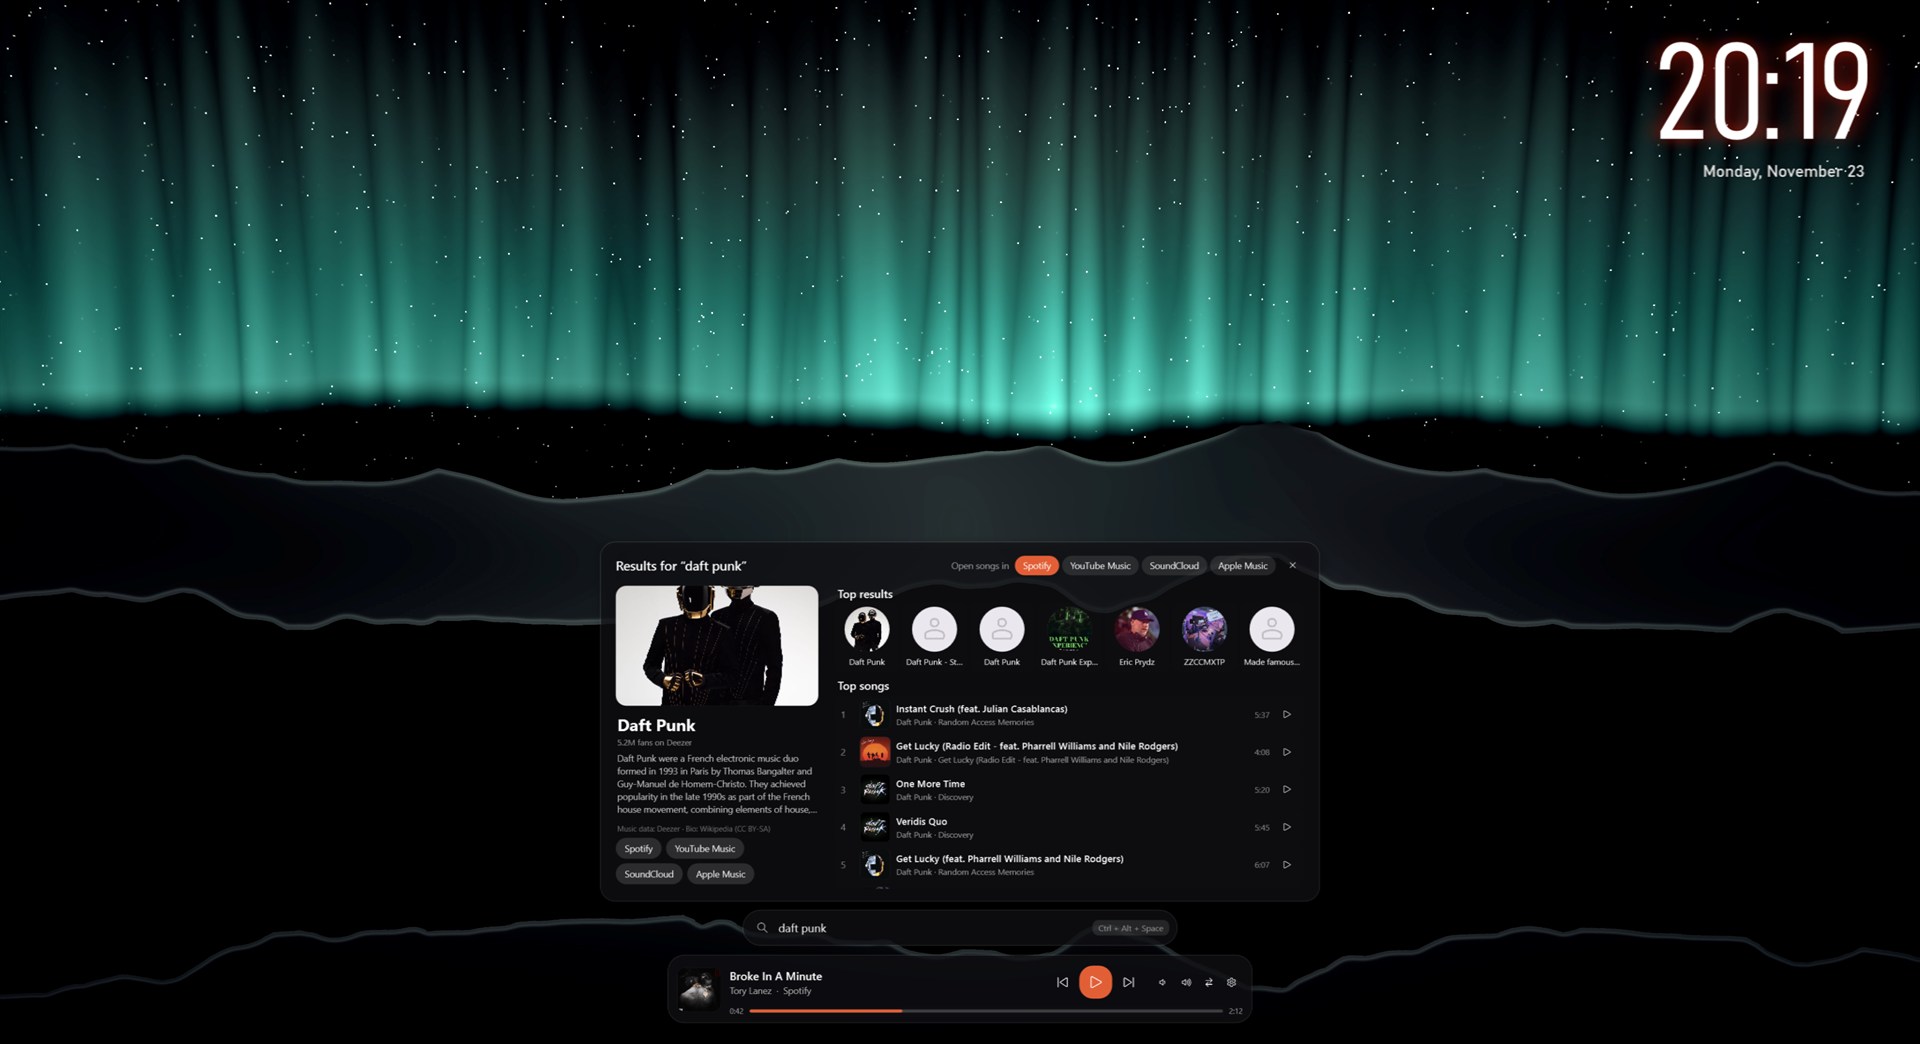 20:19
Monday, November 23
Results for "daft punk"
Open songs in Spotify YouTube Music SoundCloud Apple Music
Daft Punk
5.2M fans on Deezer
Daft Punk were a French electronic music duo
formed in 1993 in Paris by Thomas Bangalter and
Guy-Manuel de Homem-Christo. They achieved
popularity in the late 1990s as part of the French
house movement, combining elements of house,...
Music data: Deezer · Bio: Wikipedia (CC BY-SA)
Spotify YouTube Music
SoundCloud Apple Music
Top results
DAFT PUNK
Daft Punk Daft Punk - St... Daft Punk Daft Punk Exp... Eric Prydz ZZCCMXTP Made famous...
Top songs
1 Instant Crush (feat. Julian Casablancas) 5:37
Daft Punk · Random Access Memories
2 Get Lucky (Radio Edit - feat. Pharrell Williams and Nile Rodgers) 4:08
Daft Punk · Get Lucky (Radio Edit - feat. Pharrell Williams and Nile Rodgers)
3 One More Time 5:20
Daft Punk · Discovery
4 Veridis Quo 5:45
Daft Punk · Discovery
5 Get Lucky (feat. Pharrell Williams and Nile Rodgers) 6:07
Daft Punk · Random Access Memories
daft punk Ctrl + Alt + Space
Broke In A Minute
Tory Lanez · Spotify
0:42 2:12